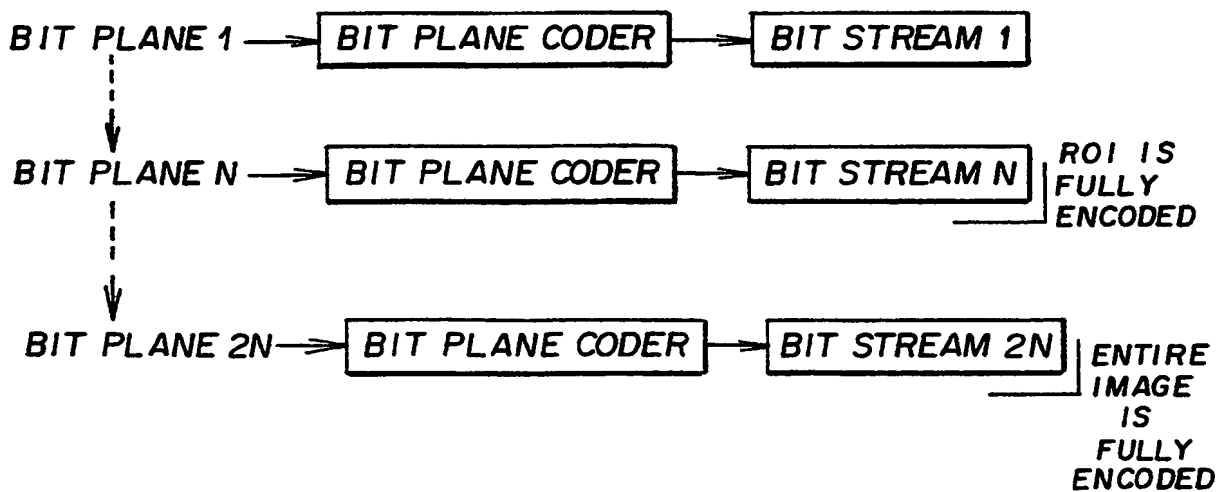 BIT PLANE 1
BIT PLANE CODER
BIT STREAM 1
BIT PLANE N
BIT PLANE CODER
BIT STREAM N
ROI IS
FULLY
ENCODED
BIT PLANE 2N
BIT PLANE CODER
BIT STREAM 2N
ENTIRE
IMAGE
IS
FULLY
ENCODED